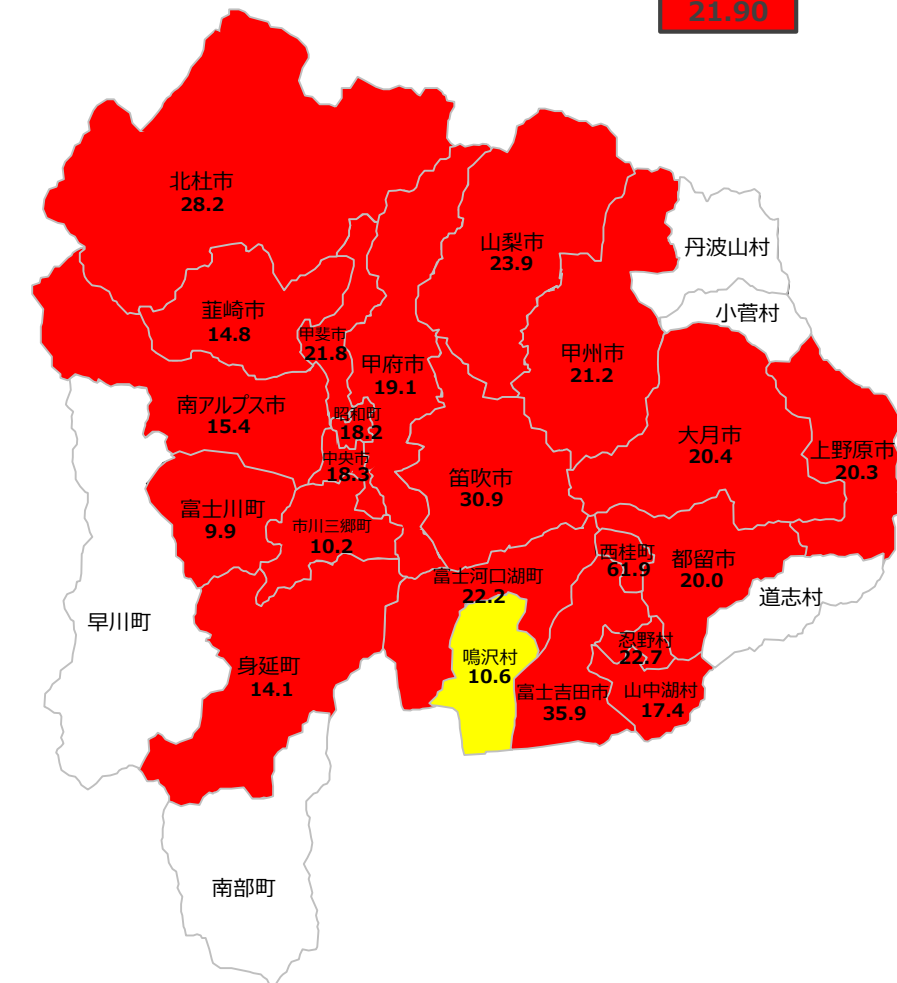 21.90
北杜市
28.2
山梨市
23.9
丹波山村
小菅村
韮崎市
14.8
甲斐市
21.8
甲府市
19.1
甲州市
21.2
南アルプス市
15.4
昭和町
18.2
大月市
20.4
上野原市
20.3
中央市
18.3
笛吹市
30.9
富士川町
9.9
市川三郷町
10.2
西桂町
61.9
都留市
20.0
富士河口湖町
22.2
道志村
早川町
忍野村
22.7
鳴沢村
10.6
身延町
14.1
富士吉田市
35.9
山中湖村
17.4
南部町